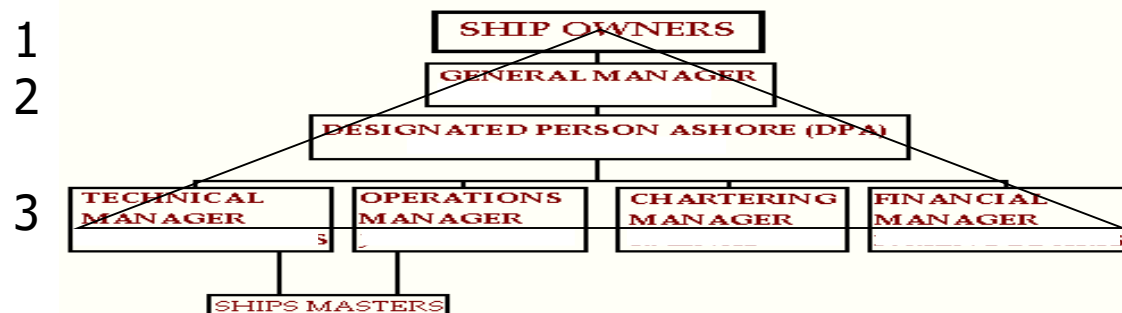 1
SHIP OWNERS
2
GENERAL MANAGER
DESIGNATED PERSON ASHORE (DPA)
3
TECHNICAL
MANAGER
S
OPERATIONS
MANAGER
CHARTERING
MANAGER
FINANCIAL
MANAGER
SHIPS MASTERS